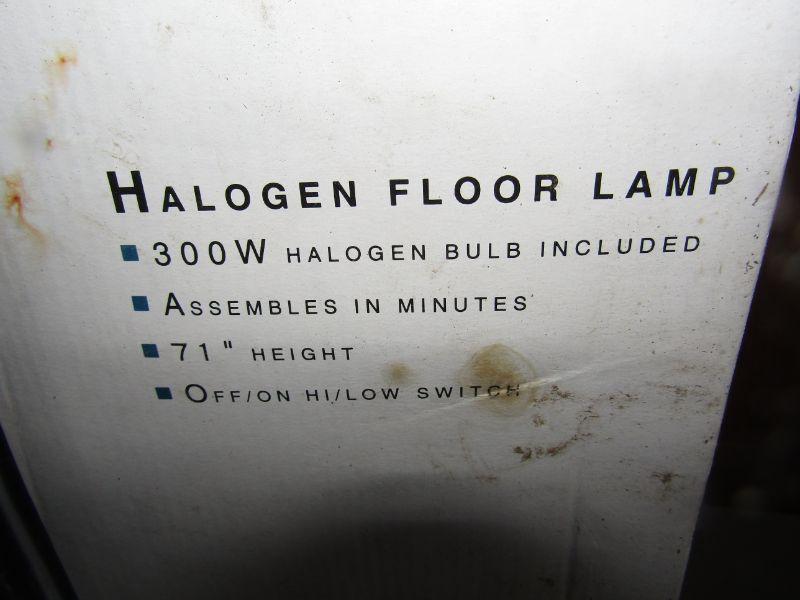 HALOGEN FLOOR LAMP
300W HALOGEN BULB INCLUDED
ASSEMBLES IN MINUTES
71" HEIGHT
OFF/ON HI/LOW SWITCH